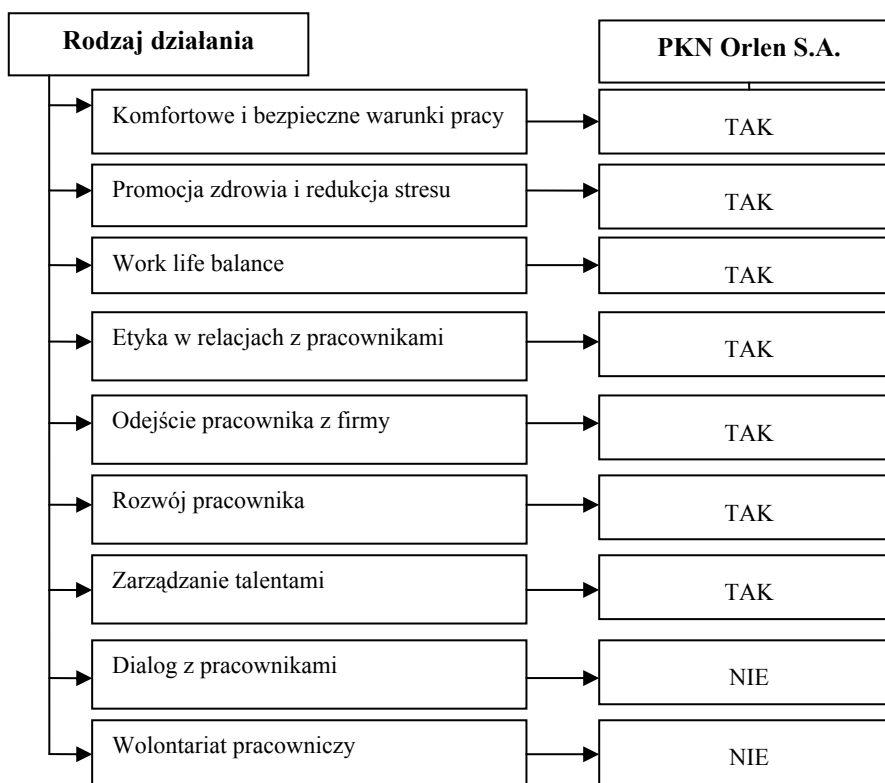 Rodzaj działania
PKN Orlen S.A.
Komfortowe i bezpieczne warunki pracy
TAK
Promocja zdrowia i redukcja stresu
TAK
Work life balance
TAK
Etyka w relacjach z pracownikami
TAK
Odejście pracownika z firmy
TAK
Rozwój pracownika
TAK
Zarządzanie talentami
TAK
Dialog z pracownikami
NIE
Wolontariat pracowniczy
NIE